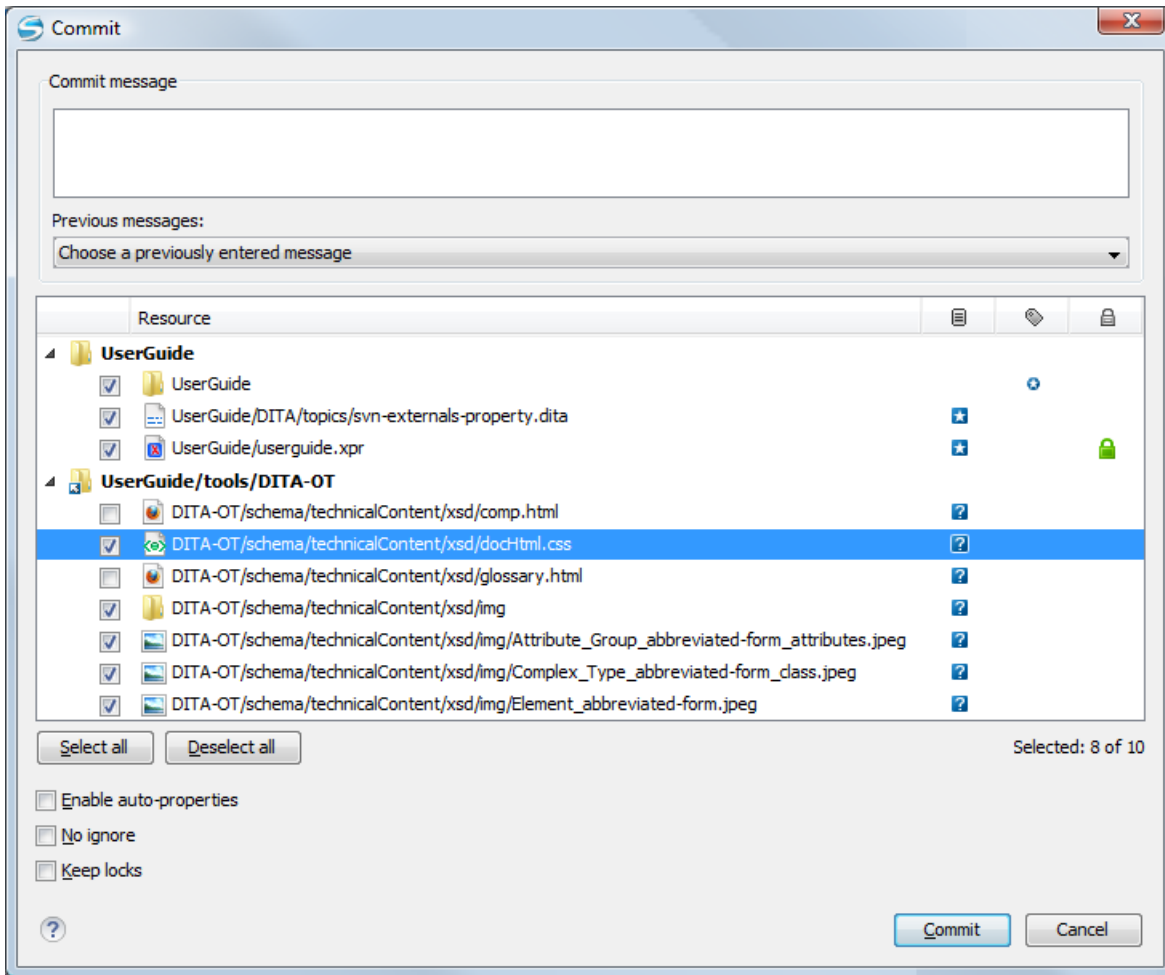 Commit
Commit message
Previous messages:
Choose a previously entered message
Resource
UserGuide
UserGuide
UserGuide/DITA/topics/svn-externals-property.dita
UserGuide/userguide.xpr
UserGuide/tools/DITA-OT
DITA-OT/schema/technicalContent/xsd/comp.html
DITA-OT/schema/technicalContent/xsd/docHtml.css
DITA-OT/schema/technicalContent/xsd/glossary.html
DITA-OT/schema/technicalContent/xsd/img
DITA-OT/schema/technicalContent/xsd/img/Attribute_Group_abbreviated-form_attributes.jpeg
DITA-OT/schema/technicalContent/xsd/img/Complex_Type_abbreviated-form_class.jpeg
DITA-OT/schema/technicalContent/xsd/img/Element_abbreviated-form.jpeg
Select all Deselect all Selected: 8 of 10
Enable auto-properties
No ignore
Keep locks
Commit Cancel